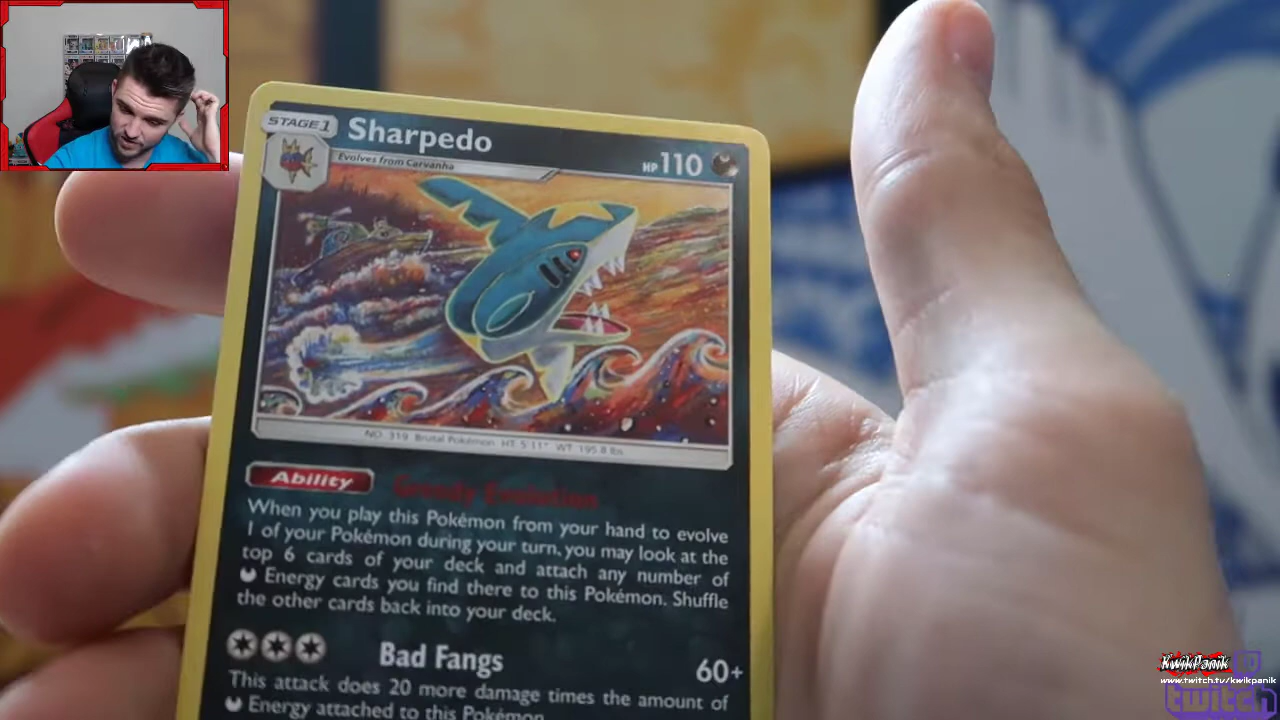 STAGE1
Sharpedo
Evolves from Carvanha
HP 110
NO. 319 Brutal Pokémon HT: 5'11" WT: 195.8 lbs
Ability Greedy Evolution
When you play this Pokémon from your hand to evolve
1 of your Pokémon during your turn, you may look at the
top 6 cards of your deck and attach any number of
Energy cards you find there to this Pokémon. Shuffle
the other cards back into your deck.
Bad Fangs 60+
This attack does 20 more damage times the amount of
Energy attached to this Pokémon
KwikPanik
www.twitch.tv/kwikpanik
twitch